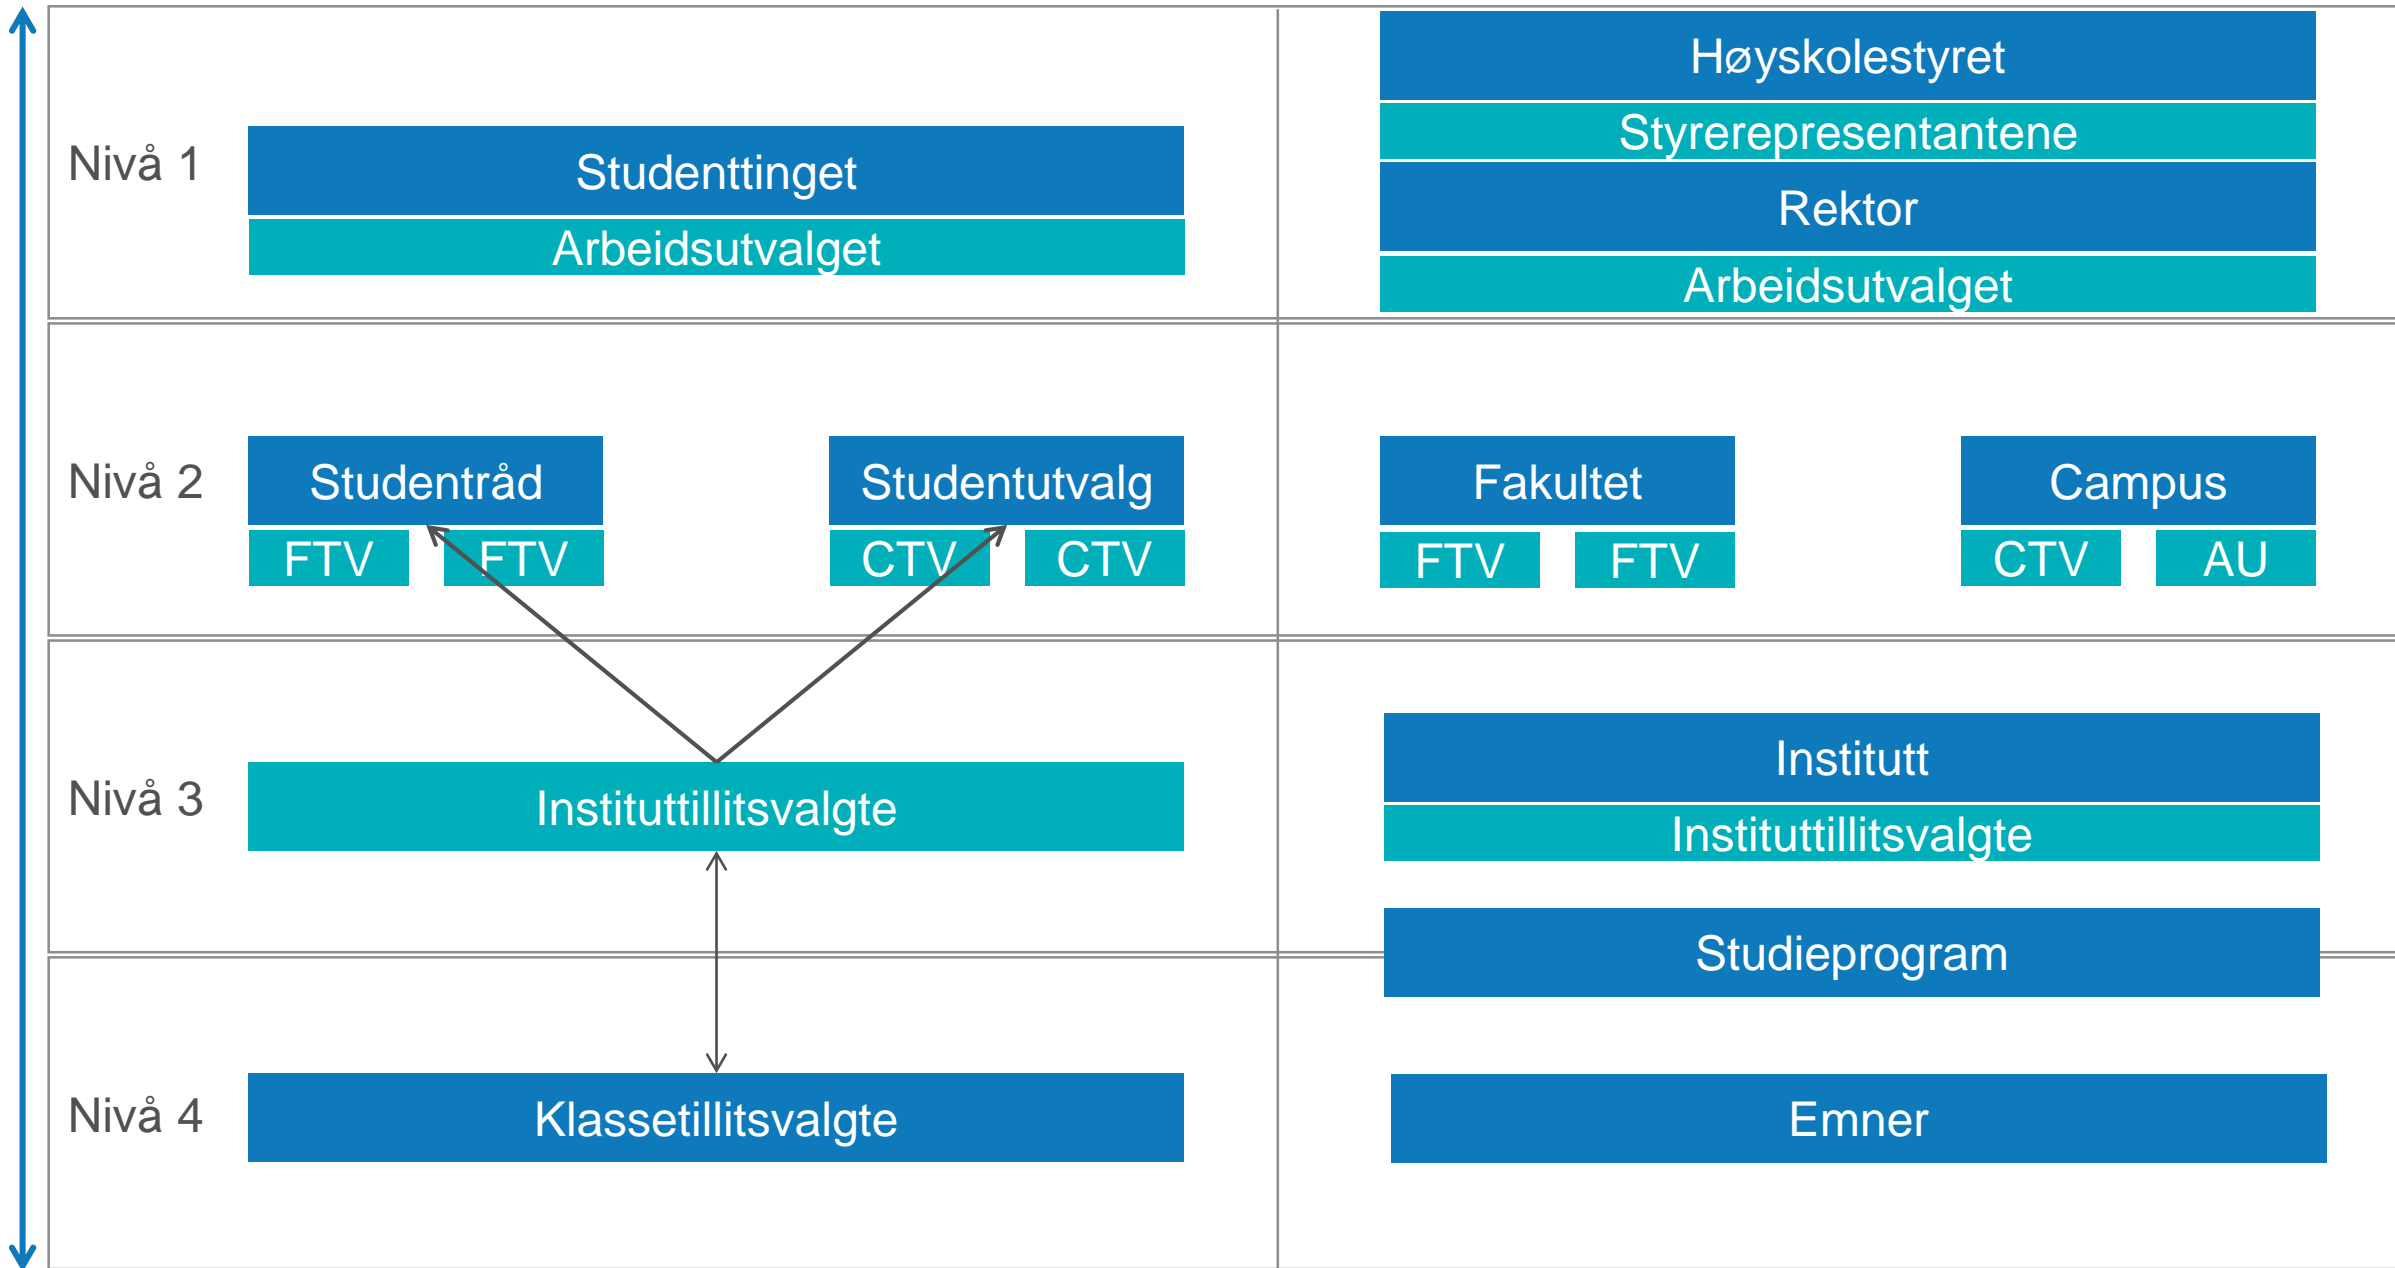 Nivå 1
Studenttinget
Arbeidsutvalget
Høyskolestyret
Styrerepresentantene
Rektor
Arbeidsutvalget
Nivå 2
Studentråd
FTV FTV
Studentutvalg
CTV CTV
Fakultet
FTV FTV
Campus
CTV AU
Nivå 3
Instituttillitsvalgte
Institutt
Instituttillitsvalgte
Studieprogram
Nivå 4
Klassetillitsvalgte
Emner